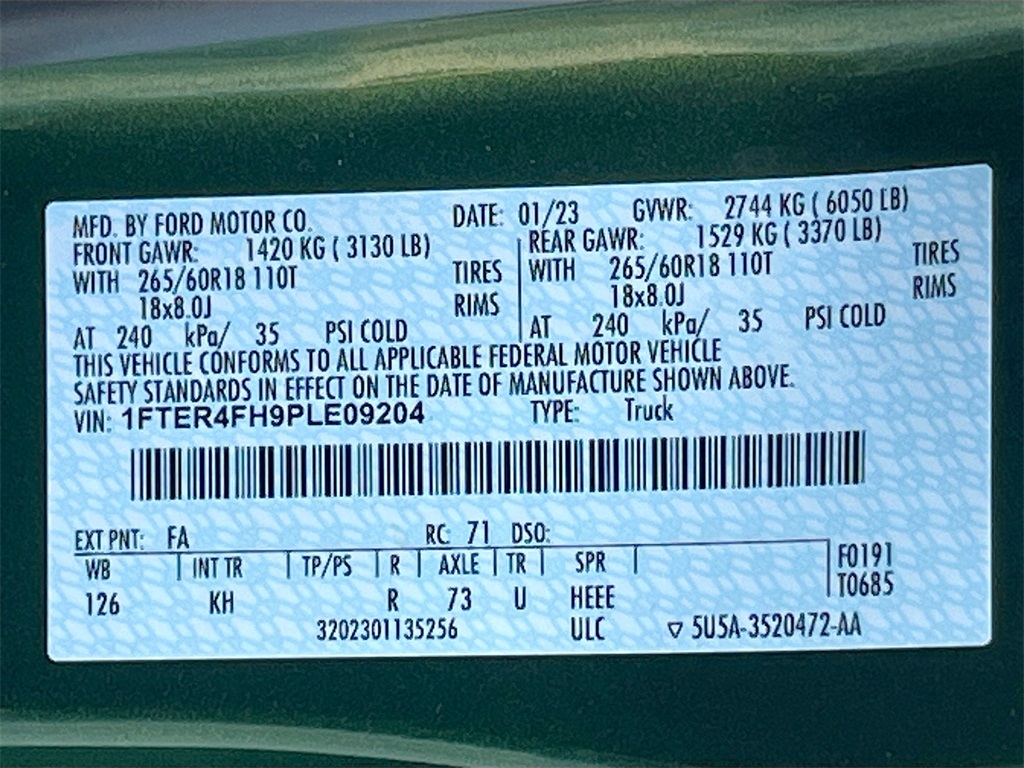 MFD. BY FORD MOTOR CO. DATE: 01/23 GVWR: 2744 KG ( 6050 LB)
FRONT GAWR: 1420 KG ( 3130 LB) REAR GAWR: 1529 KG ( 3370 LB)
WITH 265/60R18 110T TIRES WITH 265/60R18 110T TIRES
18x8.0J RIMS 18x8.0J RIMS
AT 240 kPa/ 35 PSI COLD AT 240 kPa/ 35 PSI COLD
THIS VEHICLE CONFORMS TO ALL APPLICABLE FEDERAL MOTOR VEHICLE
SAFETY STANDARDS IN EFFECT ON THE DATE OF MANUFACTURE SHOWN ABOVE.
VIN: 1FTER4FH9PLE09204 TYPE: Truck
EXT PNT: FA RC: 71 DSO:
WB INT TR TP/PS R AXLE TR SPR F0191
126 KH R 73 U HEEE T0685
3202301135256 ULC ▽ 5U5A-3520472-AA